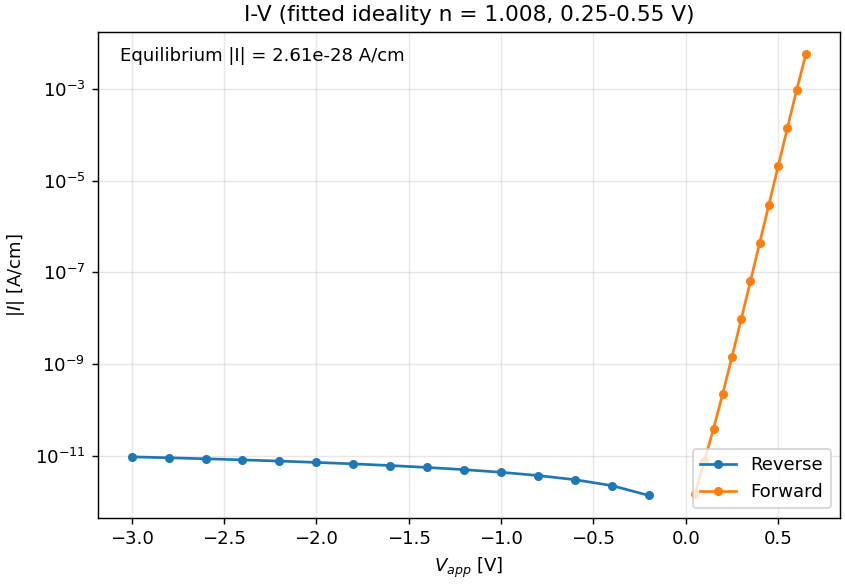 I-V (fitted ideality n = 1.008, 0.25-0.55 V)
Equilibrium |I| = 2.61e-28 A/cm
|I| [A/cm]
10⁻³
10⁻⁵
10⁻⁷
10⁻⁹
10⁻¹¹
Reverse
Forward
−3.0 −2.5 −2.0 −1.5 −1.0 −0.5 0.0 0.5
V_app [V]